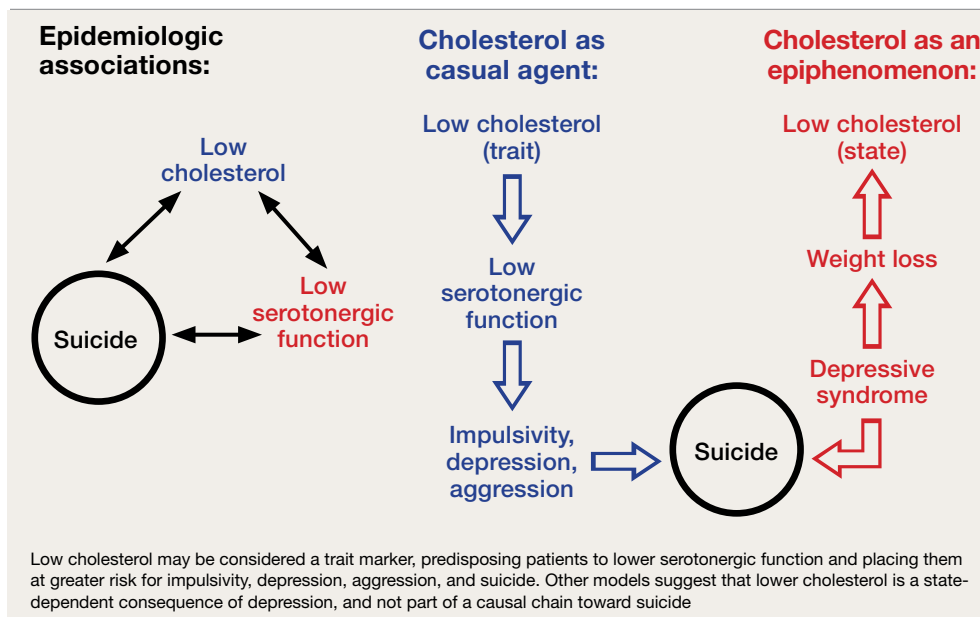 Epidemiologic
associations:
Low
cholesterol
Low
serotonergic
function
Suicide
Cholesterol as
casual agent:
Low cholesterol
(trait)
Low
serotonergic
function
Impulsivity,
depression,
aggression
Suicide
Cholesterol as an
epiphenomenon:
Low cholesterol
(state)
Weight loss
Depressive
syndrome
Low cholesterol may be considered a trait marker, predisposing patients to lower serotonergic function and placing them
at greater risk for impulsivity, depression, aggression, and suicide. Other models suggest that lower cholesterol is a state-
dependent consequence of depression, and not part of a causal chain toward suicide